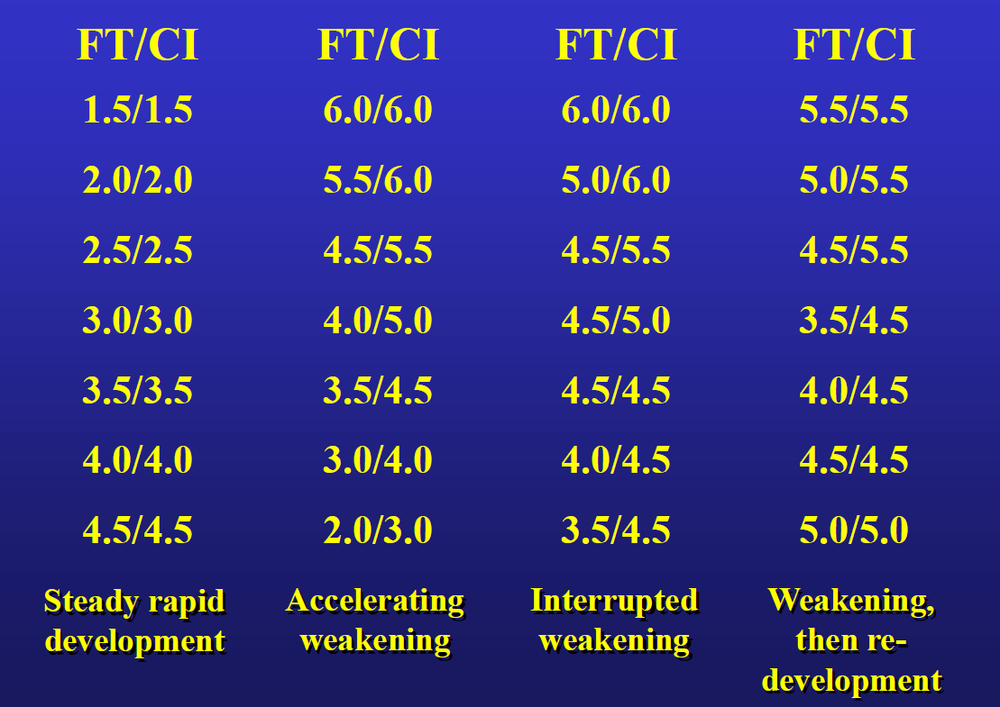 FT/CI FT/CI FT/CI FT/CI
1.5/1.5 6.0/6.0 6.0/6.0 5.5/5.5
2.0/2.0 5.5/6.0 5.0/6.0 5.0/5.5
2.5/2.5 4.5/5.5 4.5/5.5 4.5/5.5
3.0/3.0 4.0/5.0 4.5/5.0 3.5/4.5
3.5/3.5 3.5/4.5 4.5/4.5 4.0/4.5
4.0/4.0 3.0/4.0 4.0/4.5 4.5/4.5
4.5/4.5 2.0/3.0 3.5/4.5 5.0/5.0
Steady rapid Accelerating Interrupted Weakening,
development weakening weakening then re-
development